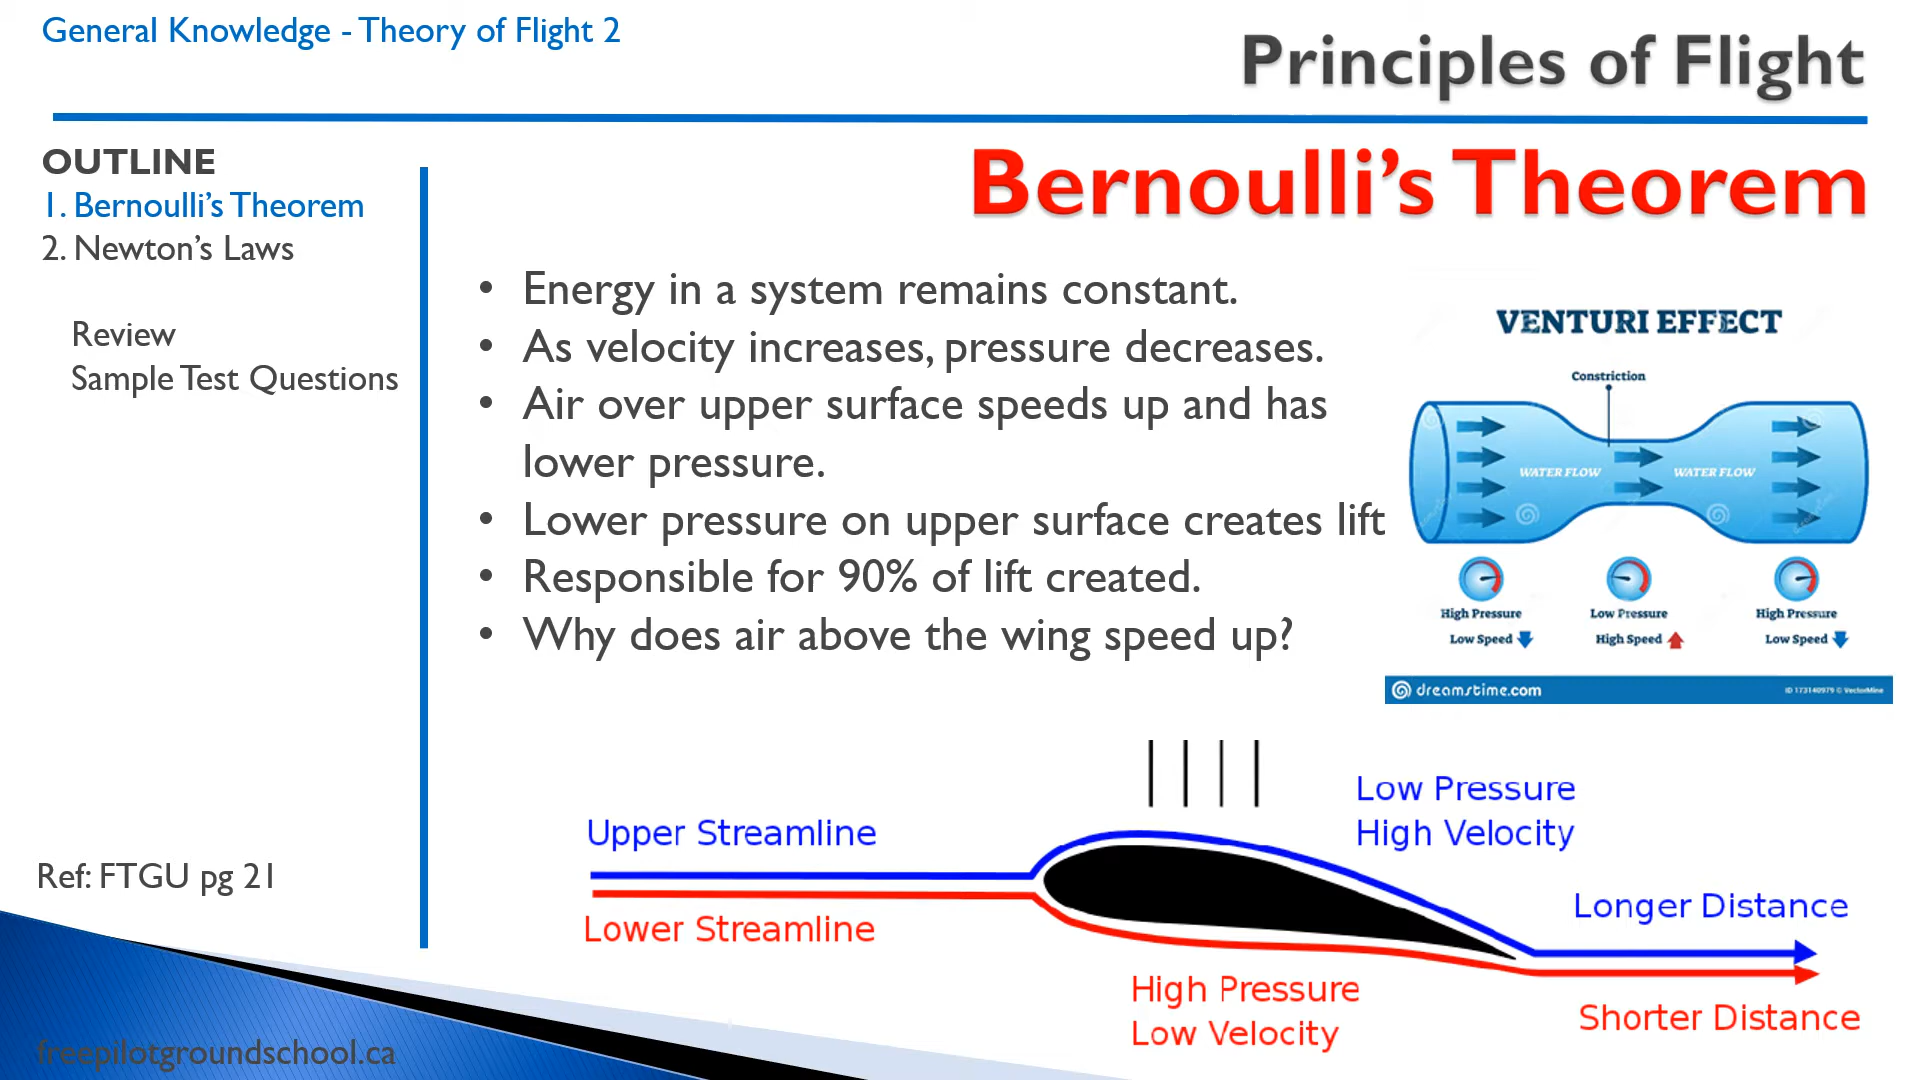 General Knowledge - Theory of Flight 2
Principles of Flight
OUTLINE
1. Bernoulli's Theorem
2. Newton's Laws
Review
Sample Test Questions
Ref: FTGU pg 21
freepilotgroundschool.ca
Bernoulli's Theorem
• Energy in a system remains constant.
• As velocity increases, pressure decreases.
• Air over upper surface speeds up and has
lower pressure.
• Lower pressure on upper surface creates lift
• Responsible for 90% of lift created.
• Why does air above the wing speed up?
VENTURI EFFECT
Constriction
WATER FLOW WATER FLOW
High Pressure Low Pressure High Pressure
Low Speed High Speed Low Speed
dreamstime.com
ID 173140979 © VectorMine
Upper Streamline
Lower Streamline
Low Pressure
High Velocity
Longer Distance
High Pressure
Low Velocity
Shorter Distance